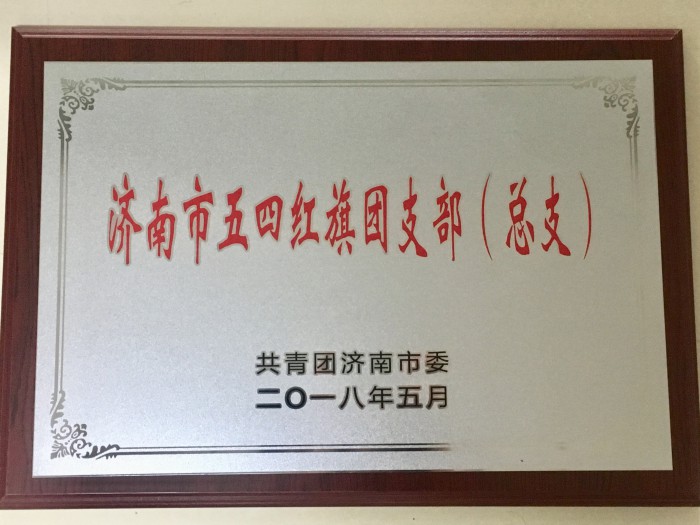 济南市五四红旗团支部（总支）
共青团济南市委
二〇一八年五月